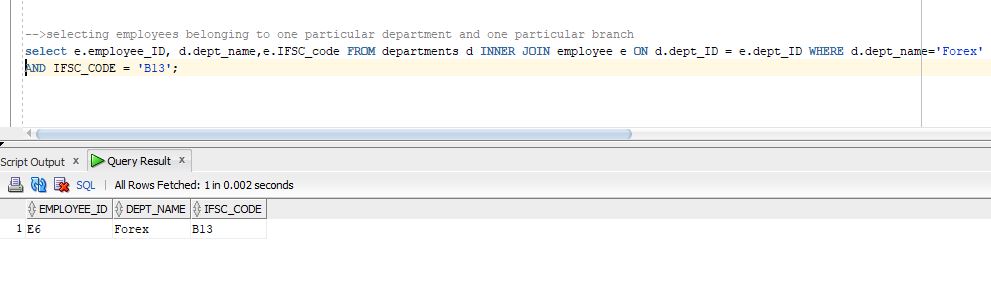 -->selecting employees belonging to one particular department and one particular branch
select e.employee_ID, d.dept_name,e.IFSC_code FROM departments d INNER JOIN employee e ON d.dept_ID = e.dept_ID WHERE d.dept_name='Forex'
AND IFSC_CODE = 'B13';
Script Output x Query Result x
SQL | All Rows Fetched: 1 in 0.002 seconds
EMPLOYEE_ID DEPT_NAME IFSC_CODE
1 E6 Forex B13